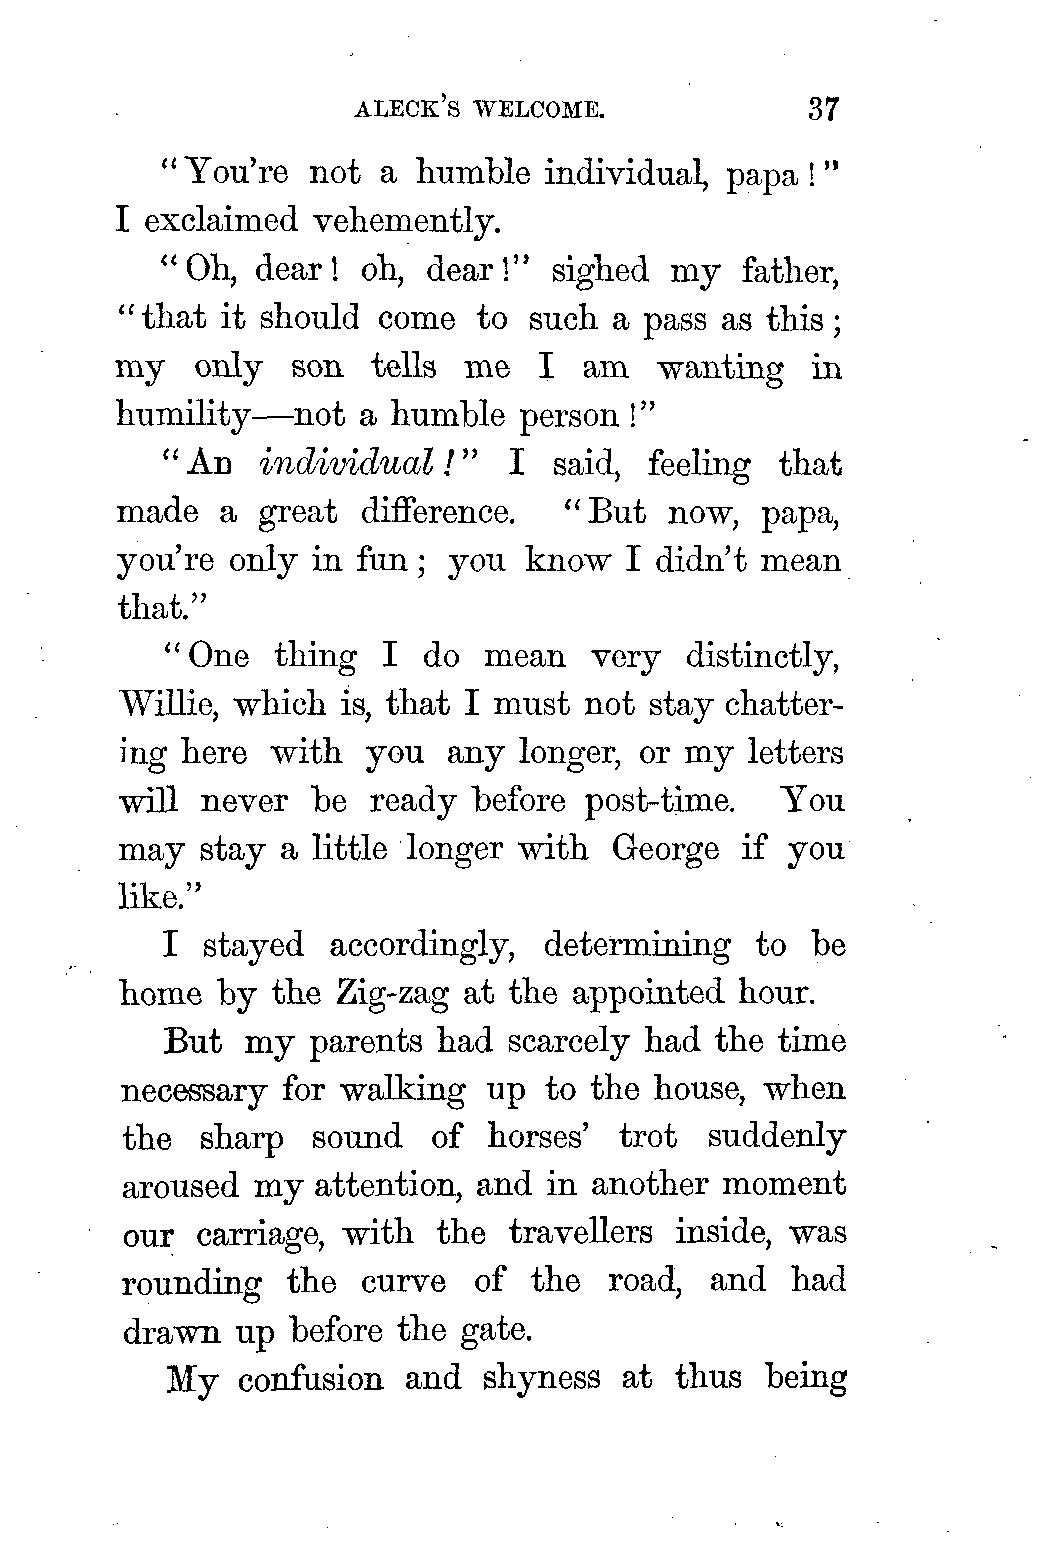 ALECK'S WELCOME. 37
"You're not a humble individual, papa!"
I exclaimed vehemently.
"Oh, dear! oh, dear!" sighed my father,
"that it should come to such a pass as this;
my only son tells me I am wanting in
humility—not a humble person!"
"An individual!" I said, feeling that
made a great difference. "But now, papa,
you're only in fun; you know I didn't mean
that."
"One thing I do mean very distinctly,
Willie, which is, that I must not stay chatter-
ing here with you any longer, or my letters
will never be ready before post-time. You
may stay a little longer with George if you
like."
I stayed accordingly, determining to be
home by the Zig-zag at the appointed hour.
But my parents had scarcely had the time
necessary for walking up to the house, when
the sharp sound of horses' trot suddenly
aroused my attention, and in another moment
our carriage, with the travellers inside, was
rounding the curve of the road, and had
drawn up before the gate.
My confusion and shyness at thus being